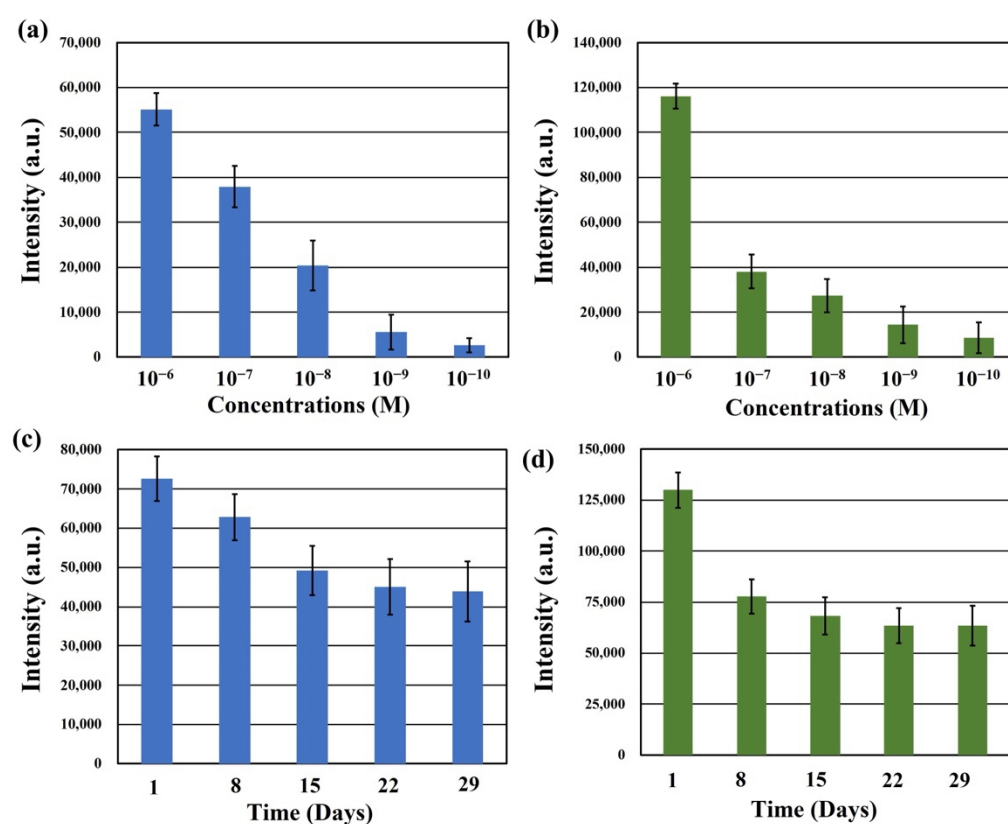 (a)
70,000
60,000
50,000
40,000
30,000
20,000
10,000
0
Intensity (a.u.)
10⁻⁶ 10⁻⁷ 10⁻⁸ 10⁻⁹ 10⁻¹⁰
Concentrations (M)
(b)
140,000
120,000
100,000
80,000
60,000
40,000
20,000
0
Intensity (a.u.)
10⁻⁶ 10⁻⁷ 10⁻⁸ 10⁻⁹ 10⁻¹⁰
Concentrations (M)
(c)
80,000
70,000
60,000
50,000
40,000
30,000
20,000
10,000
0
Intensity (a.u.)
1 8 15 22 29
Time (Days)
(d)
150,000
125,000
100,000
75,000
50,000
25,000
0
Intensity (a.u.)
1 8 15 22 29
Time (Days)